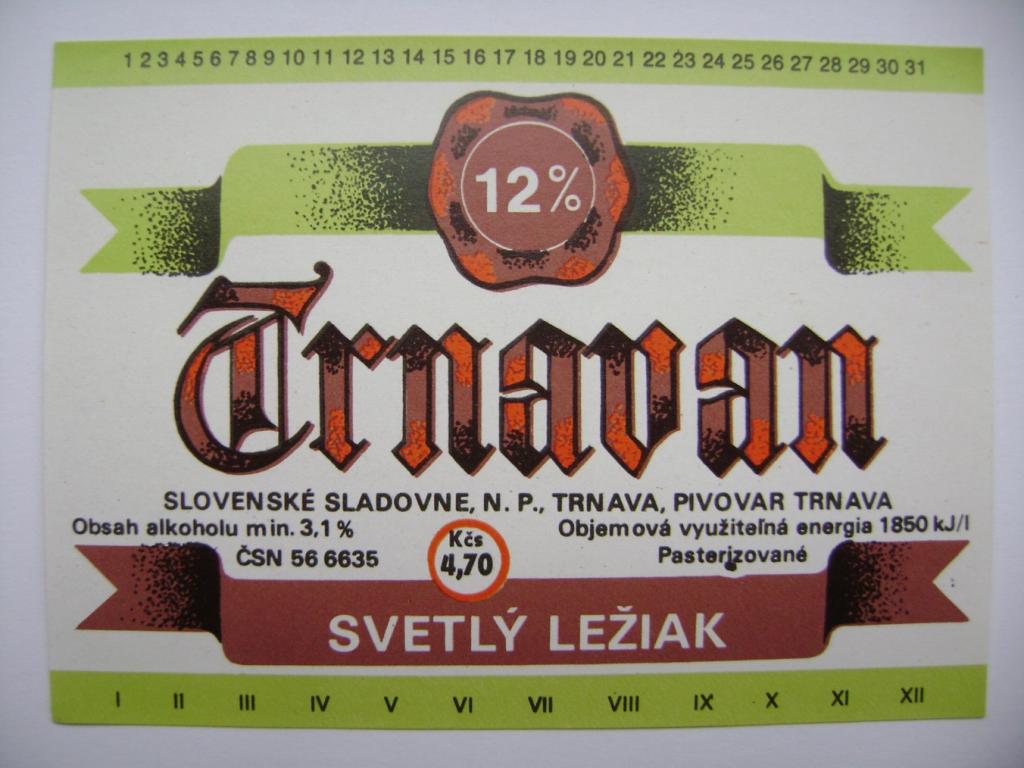 1 2 3 4 5 6 7 8 9 10 11 12 13 14 15 16 17 18 19 20 21 22 23 24 25 26 27 28 29 30 31
12%
Trnavan
SLOVENSKÉ SLADOVNE, N. P., TRNAVA, PIVOVAR TRNAVA
Obsah alkoholu min. 3,1 %
ČSN 56 6635
Kčs
4,70
Objemová využiteľná energia 1850 kJ/l
Pasterizované
SVETLÝ LEŽIAK
I II III IV V VI VII VIII IX X XI XII